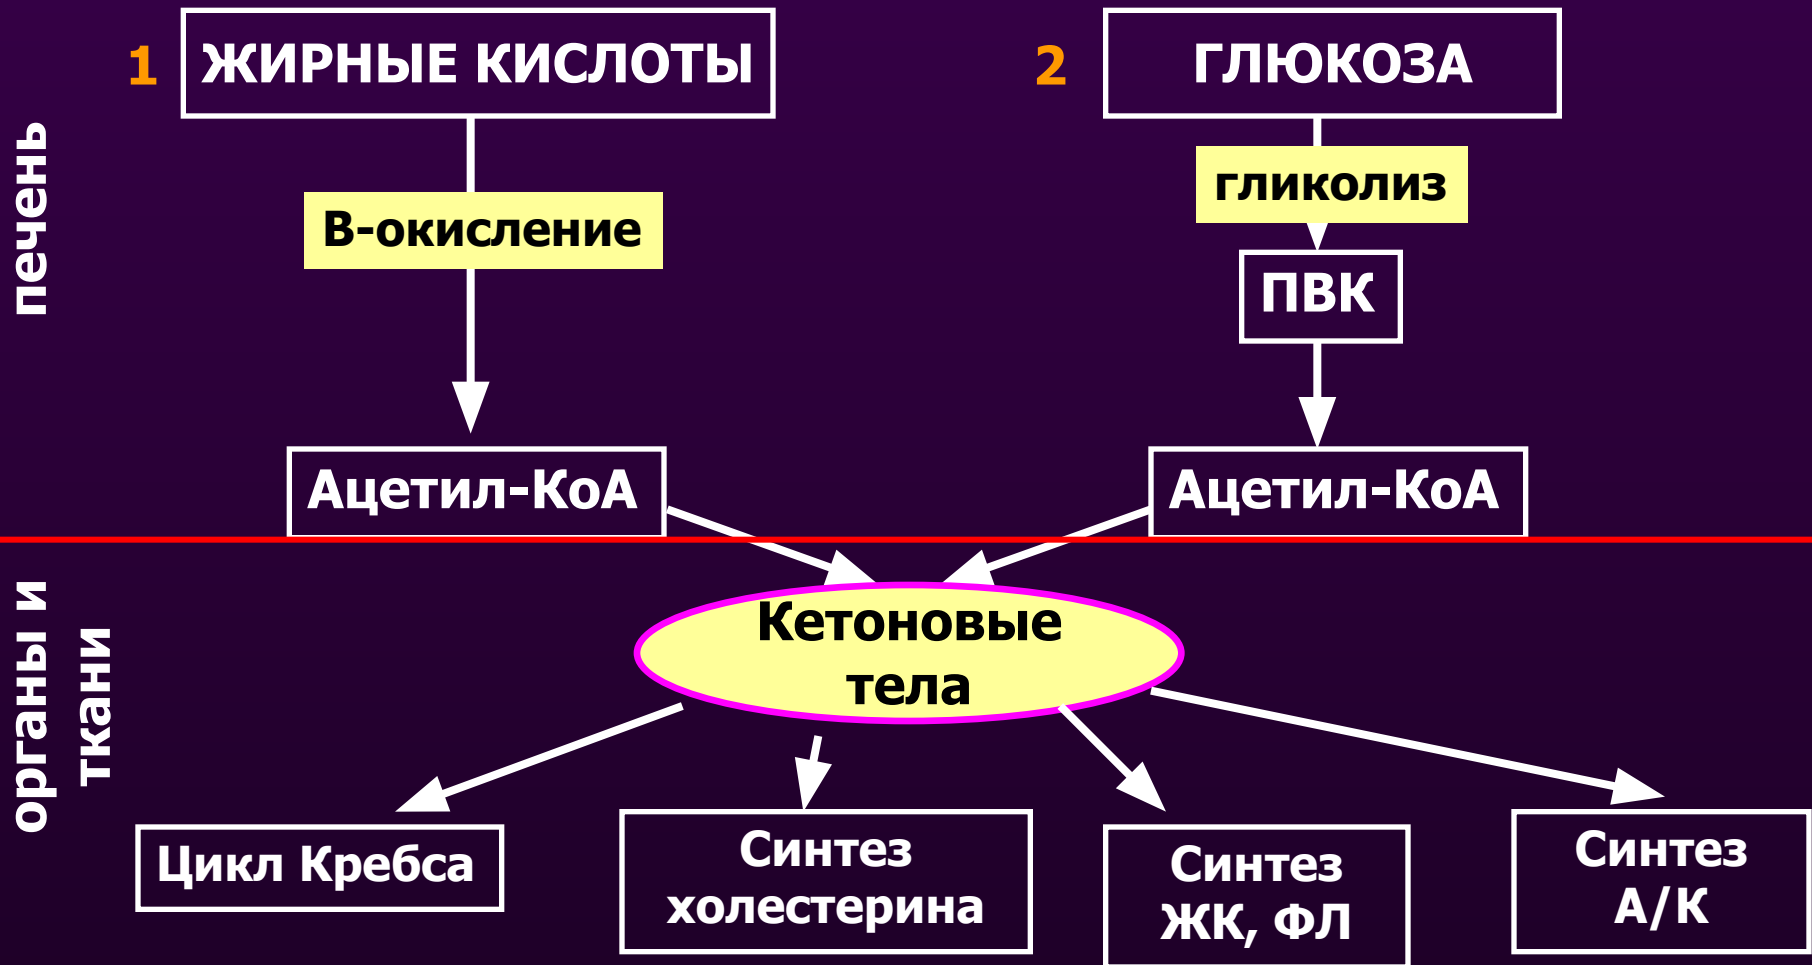 1
ЖИРНЫЕ КИСЛОТЫ
2
ГЛЮКОЗА
печень
В-окисление
гликолиз
ПВК
Ацетил-КоА
Ацетил-КоА
органы и
ткани
Кетоновые
тела
Цикл Кребса
Синтез
холестерина
Синтез
ЖК, ФЛ
Синтез
А/К